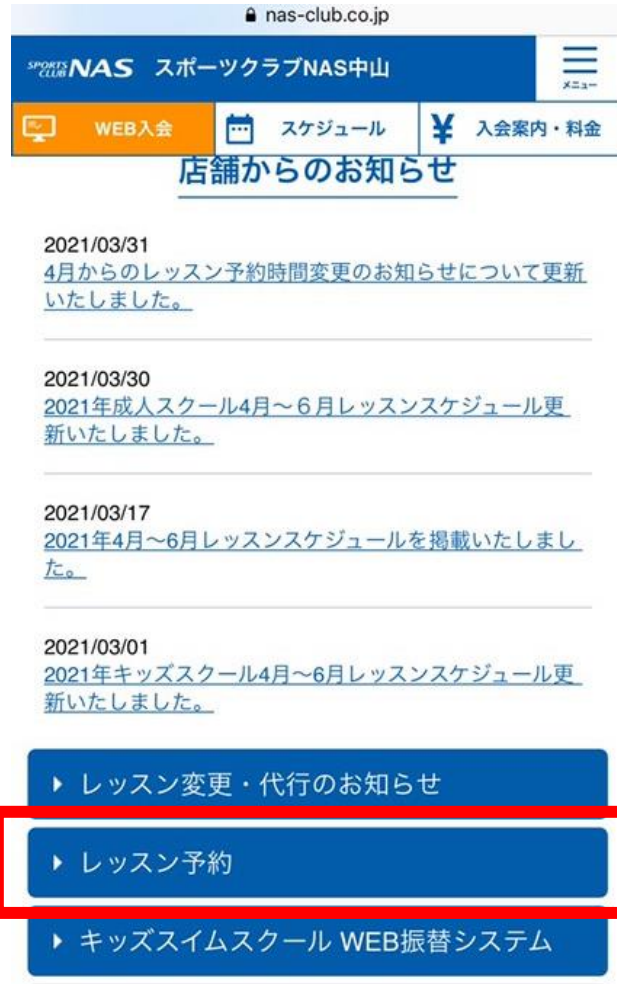 nas-club.co.jp
SPORTS CLUB NAS スポーツクラブNAS中山
メニュー
WEB入会 スケジュール ¥ 入会案内・料金
店舗からのお知らせ
2021/03/31
4月からのレッスン予約時間変更のお知らせについて更新
いたしました。
2021/03/30
2021年成人スクール4月～６月レッスンスケジュール更
新いたしました。
2021/03/17
2021年4月～6月レッスンスケジュールを掲載いたしまし
た。
2021/03/01
2021年キッズスクール4月～6月レッスンスケジュール更
新いたしました。
レッスン変更・代行のお知らせ
レッスン予約
キッズスイムスクール WEB振替システム